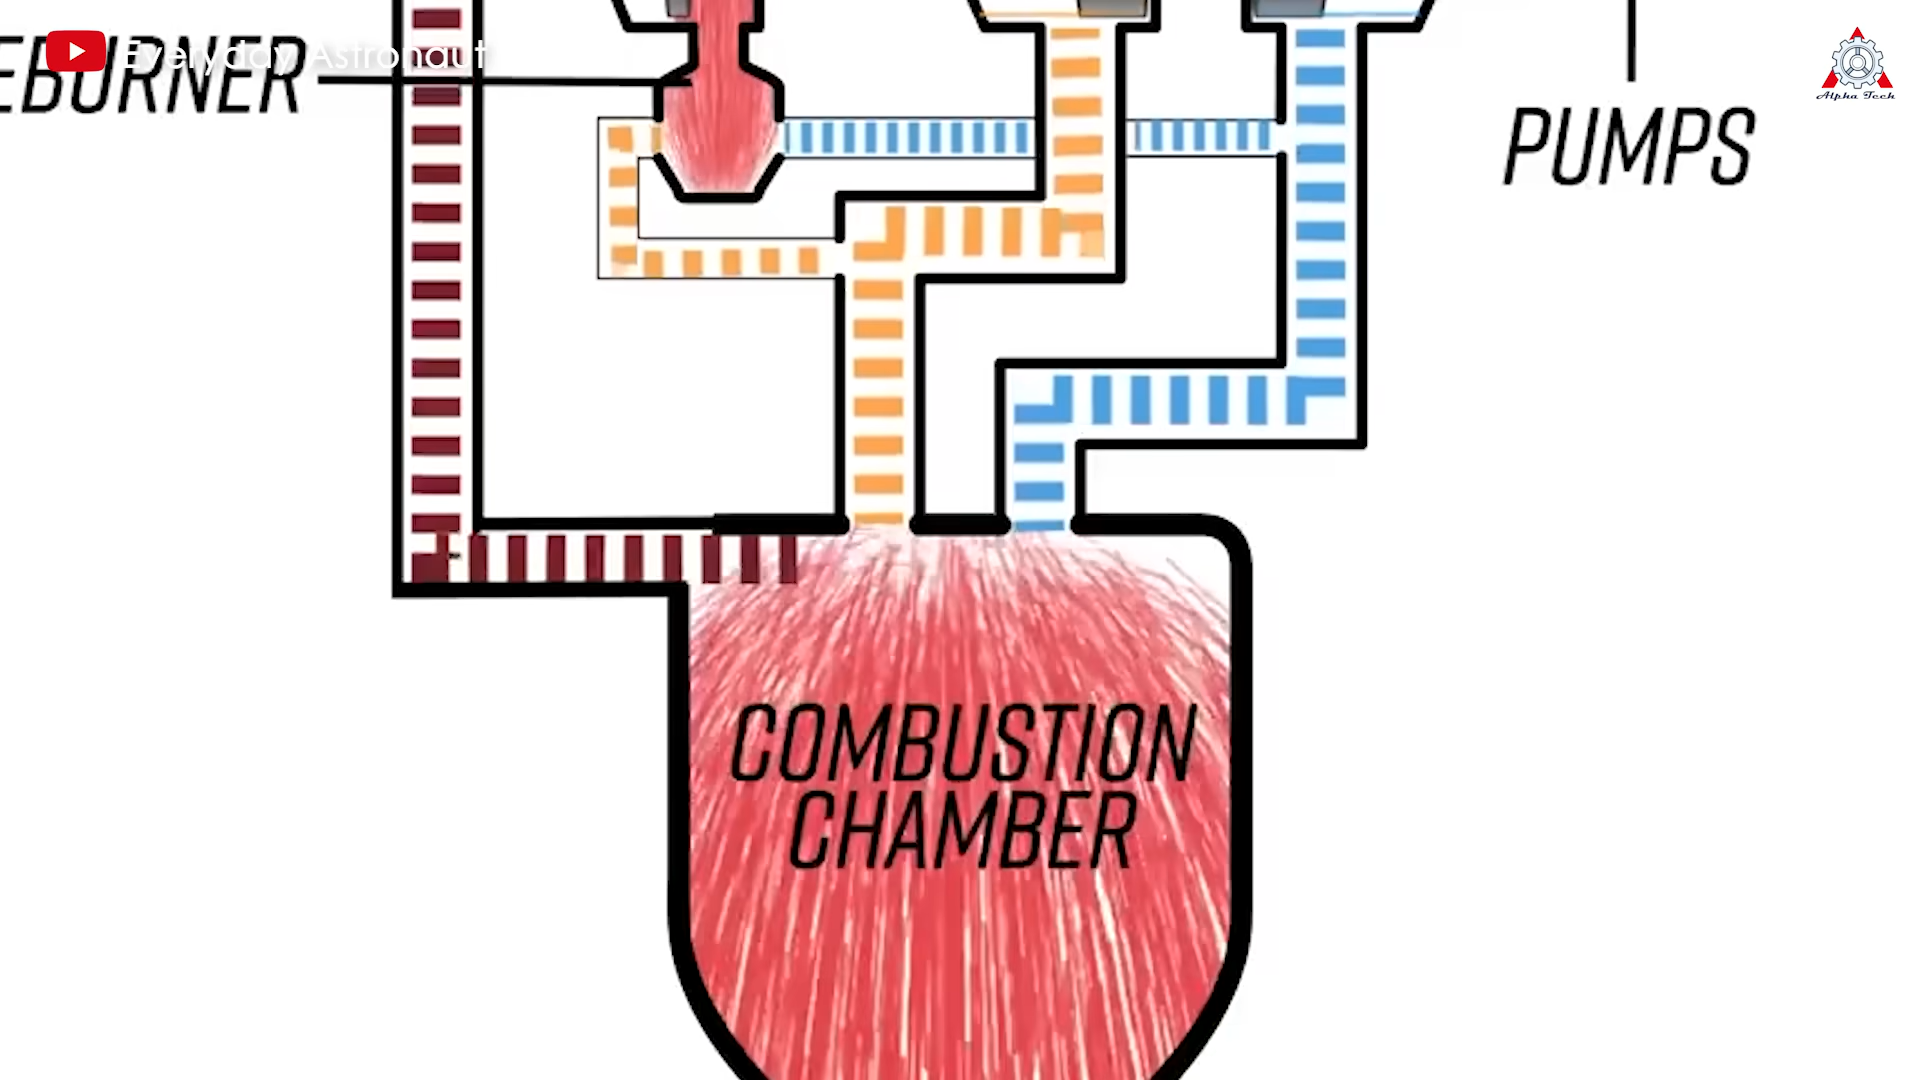 Everyday Astronaut
EBURNER
Alpha Tech
PUMPS
COMBUSTION
CHAMBER